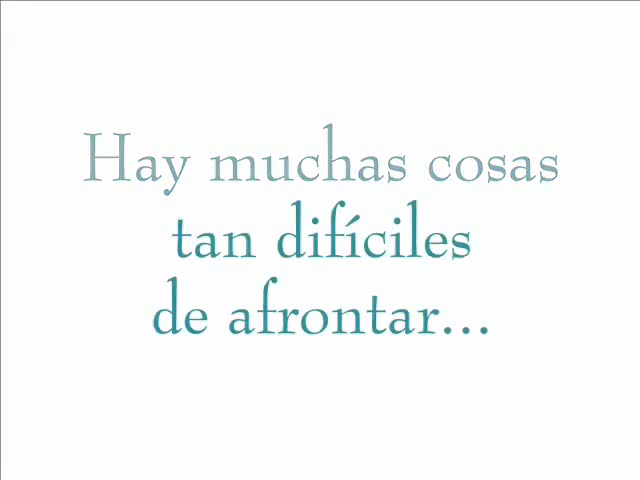 Hay muchas cosas
tan difíciles
de afrontar...